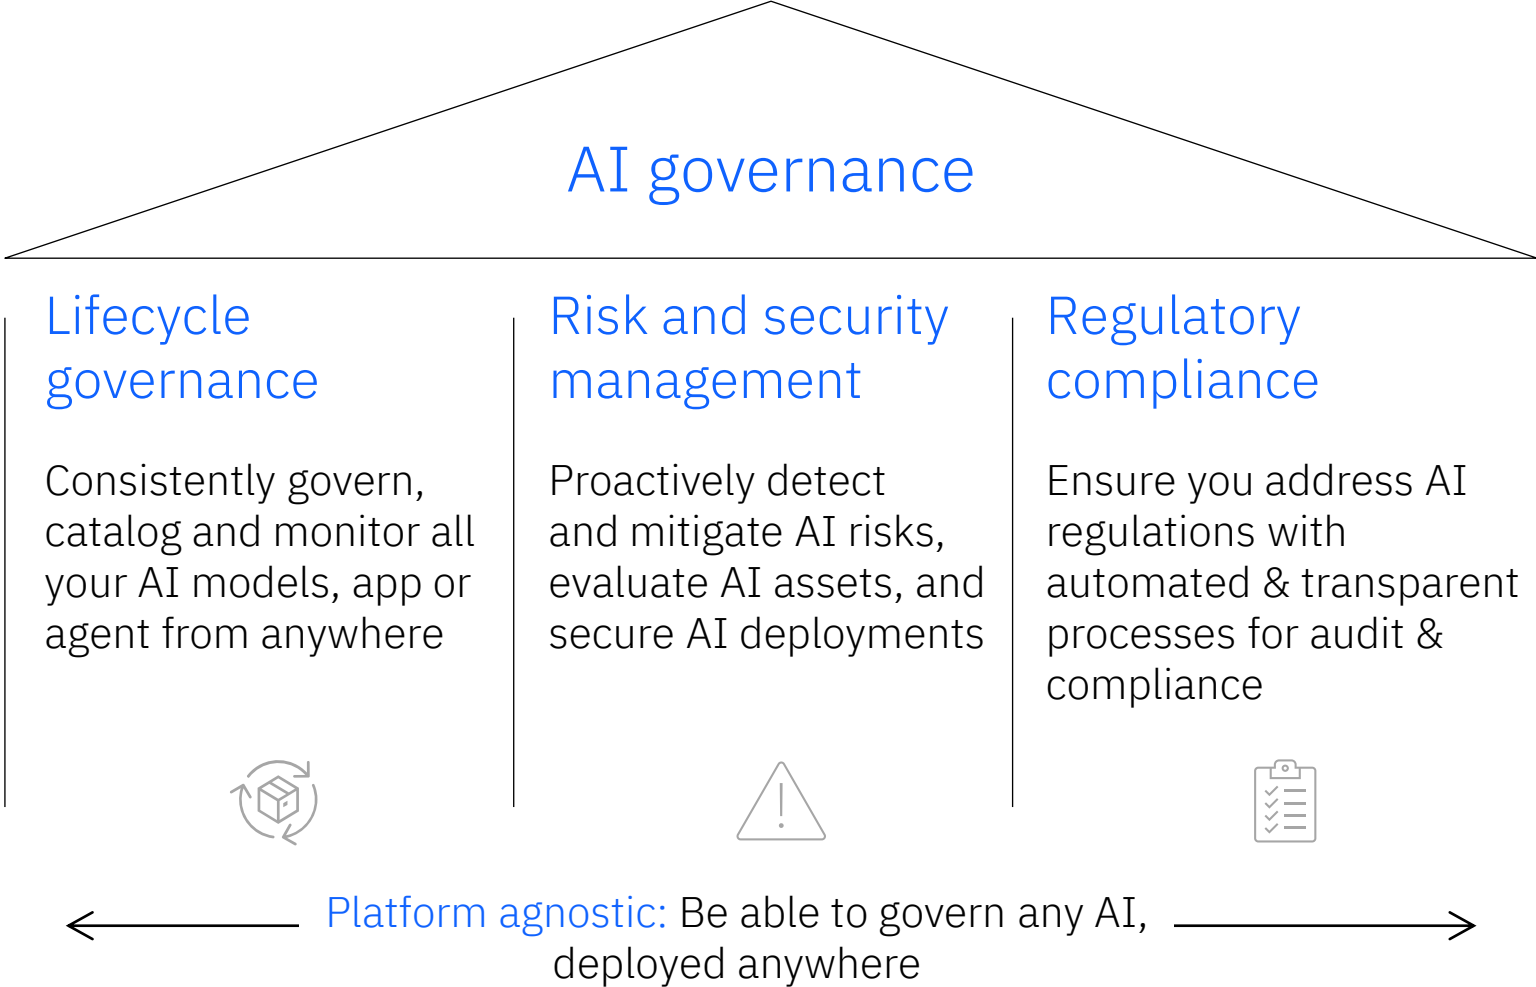 AI governance
Lifecycle
governance
Consistently govern,
catalog and monitor all
your AI models, app or
agent from anywhere
Risk and security
management
Proactively detect
and mitigate AI risks,
evaluate AI assets, and
secure AI deployments
Regulatory
compliance
Ensure you address AI
regulations with
automated & transparent
processes for audit &
compliance
Platform agnostic: Be able to govern any AI,
deployed anywhere